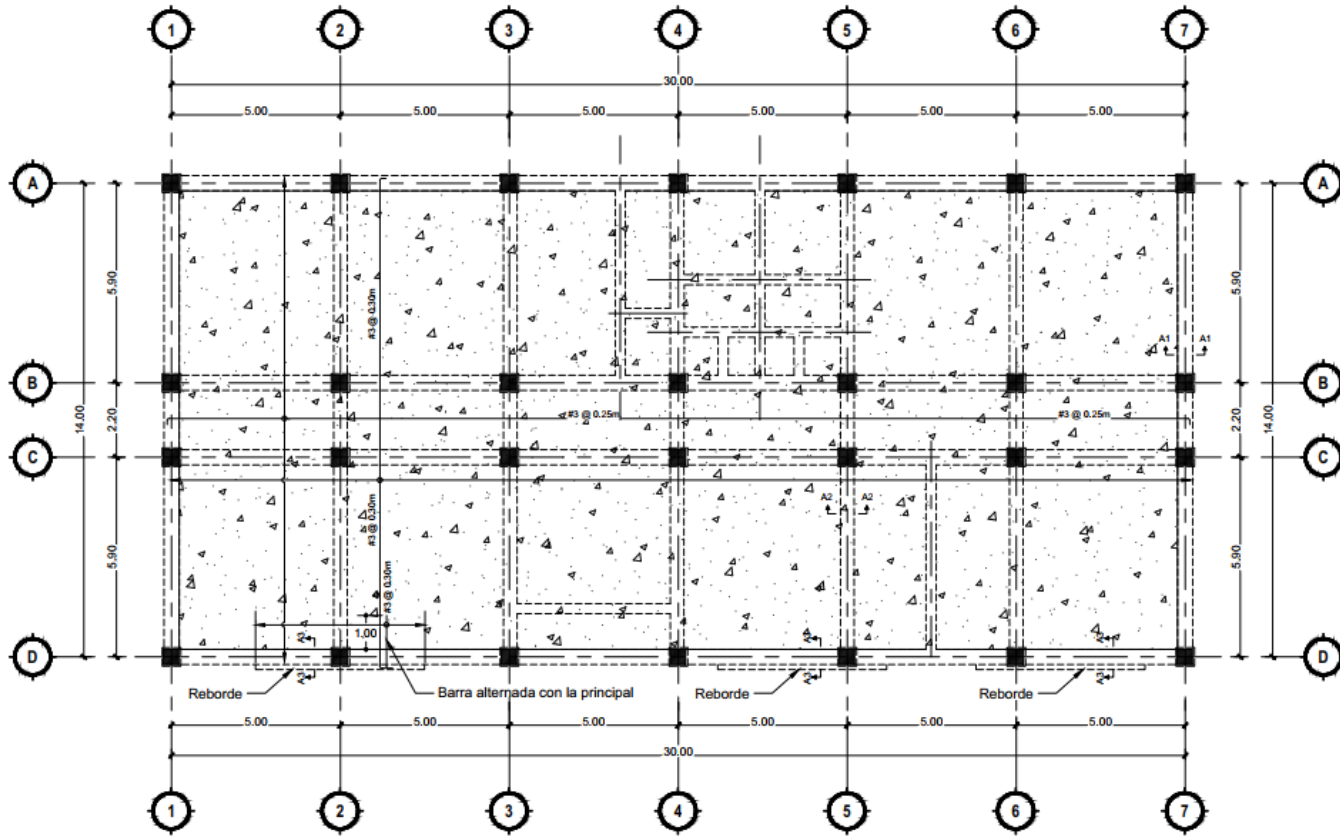 1 2 3 4 5 6 7
30.00
5.00 5.00 5.00 5.00 5.00 5.00
A A
5.90 #3 @ 0.30m 5.90
A1 A1
B B
14.00 2.20 #3 @ 0.25m #3 @ 0.25m 2.20 14.00
C C
#3 @ 0.30m A2 A2
5.90 5.90
#3 @ 0.30m
1.00 A3 A3 A3
D D
A3 A3 A3
Reborde Barra alternada con la principal Reborde Reborde
5.00 5.00 5.00 5.00 5.00 5.00
30.00
1 2 3 4 5 6 7